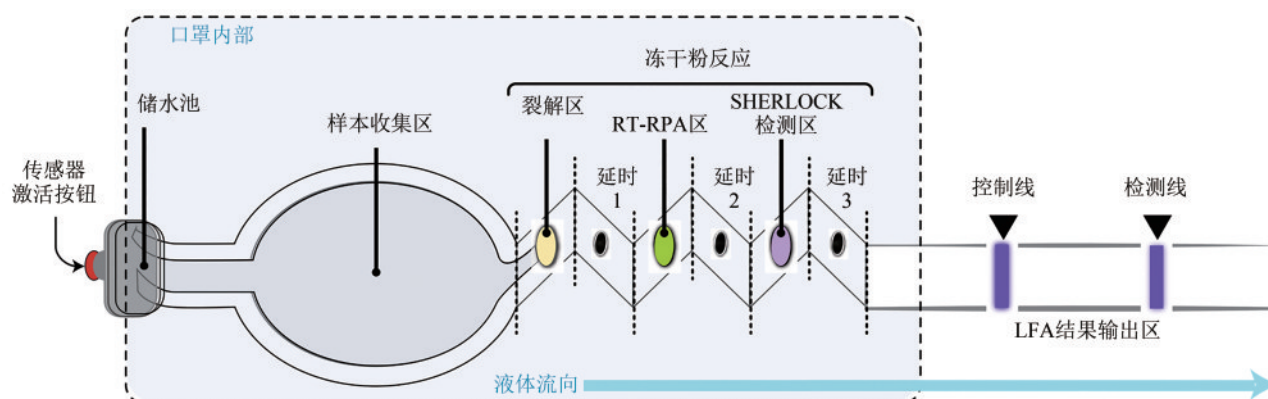 口罩内部
冻干粉反应
储水池
样本收集区
裂解区
RT-RPA区
SHERLOCK
检测区
传感器
激活按钮
延时
1
延时
2
延时
3
控制线
检测线
LFA结果输出区
液体流向